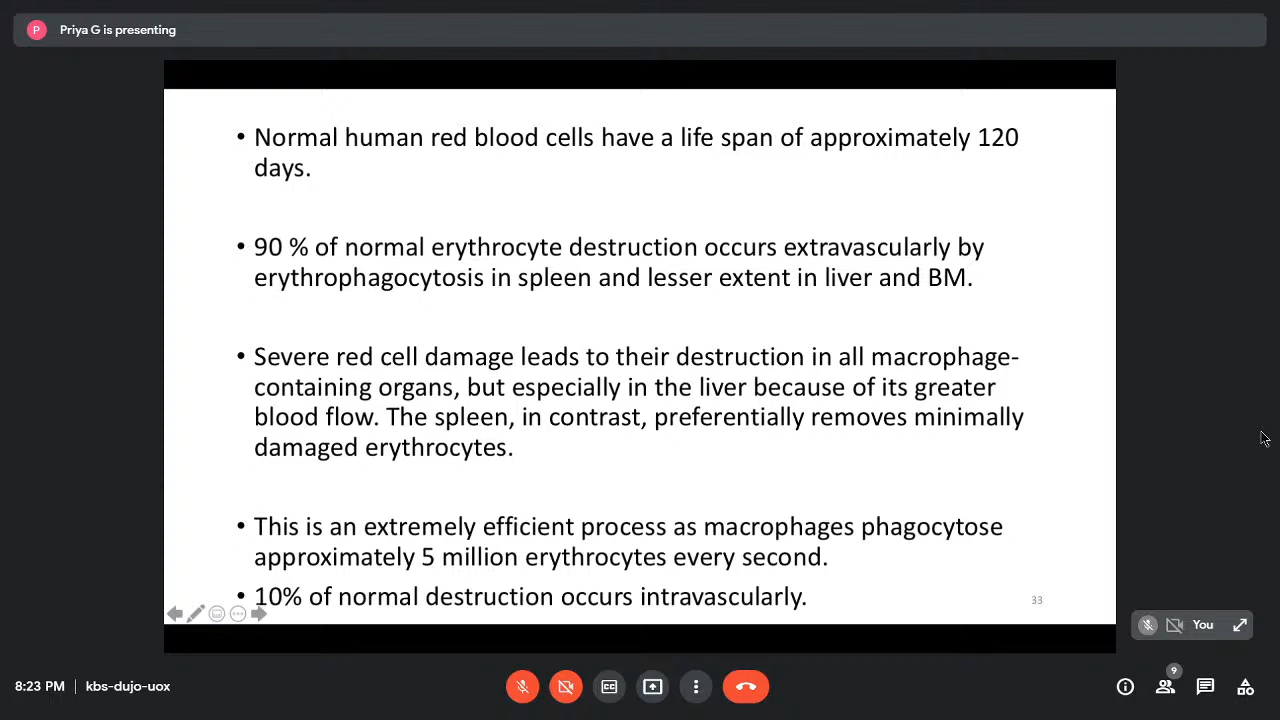 P Priya G is presenting
• Normal human red blood cells have a life span of approximately 120
days.
• 90 % of normal erythrocyte destruction occurs extravascularly by
erythrophagocytosis in spleen and lesser extent in liver and BM.
• Severe red cell damage leads to their destruction in all macrophage-
containing organs, but especially in the liver because of its greater
blood flow. The spleen, in contrast, preferentially removes minimally
damaged erythrocytes.
• This is an extremely efficient process as macrophages phagocytose
approximately 5 million erythrocytes every second.
• 10% of normal destruction occurs intravascularly.
33
You
8:23 PM | kbs-dujo-uox
CC
9